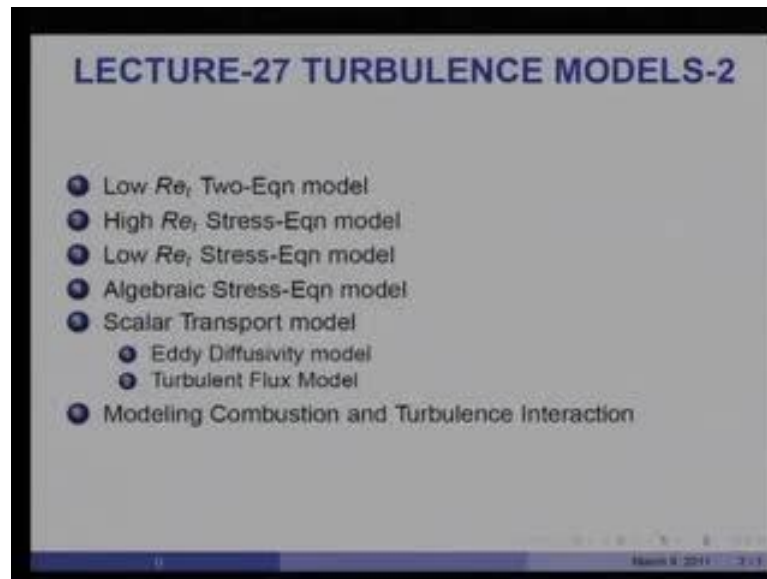 LECTURE-27 TURBULENCE MODELS-2
Low Reₜ Two-Eqn model
High Reₜ Stress-Eqn model
Low Reₜ Stress-Eqn model
Algebraic Stress-Eqn model
Scalar Transport model
Eddy Diffusivity model
Turbulent Flux Model
Modeling Combustion and Turbulence Interaction
()
March 2011